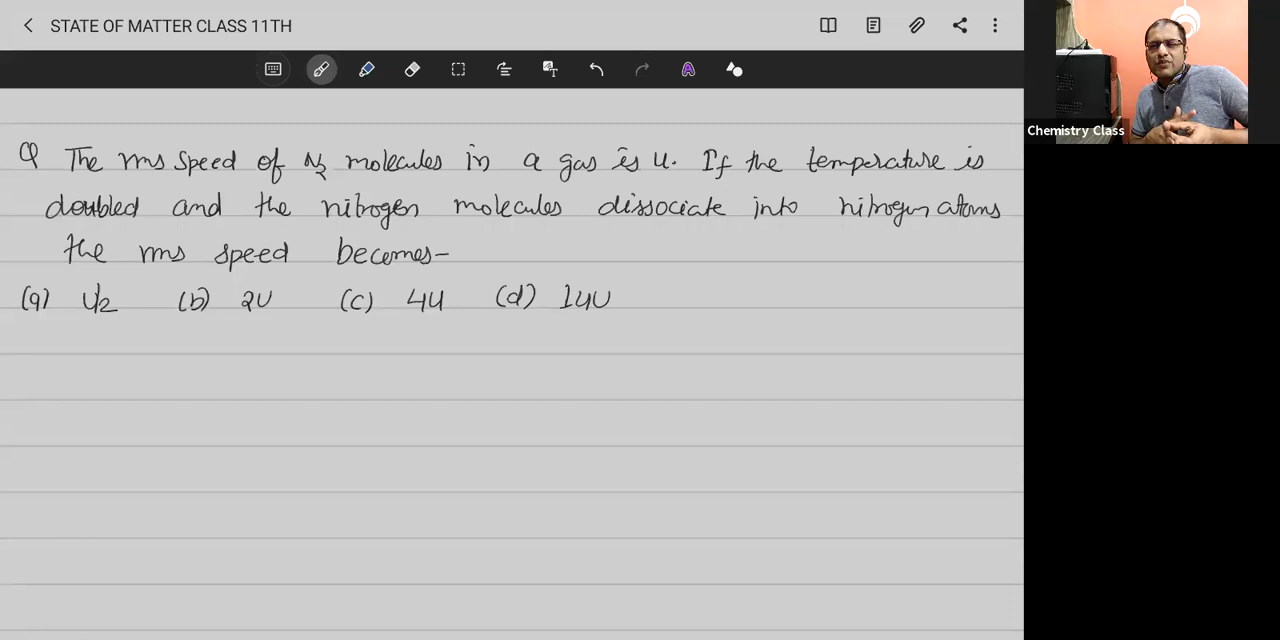 STATE OF MATTER CLASS 11TH
Chemistry Class
Q The rms speed of N2 molecules in a gas is u. If the temperature is
doubled and the nitrogen molecules dissociate into nitrogen atoms
the rms speed becomes-
(a) u/2 (b) 2U (c) 4U (d) 14U